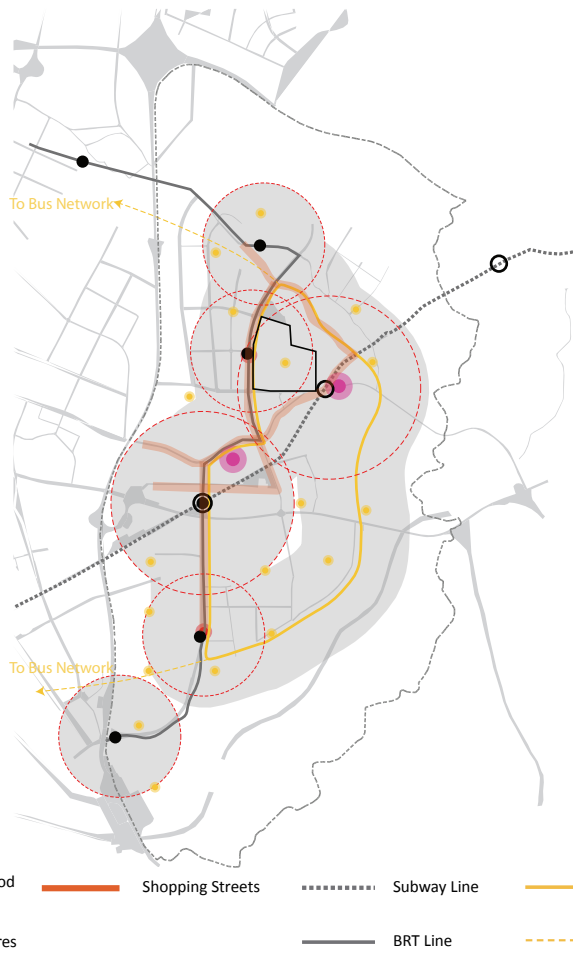 To Bus Network
To Bus Network
od
Shopping Streets
Subway Line
res
BRT Line